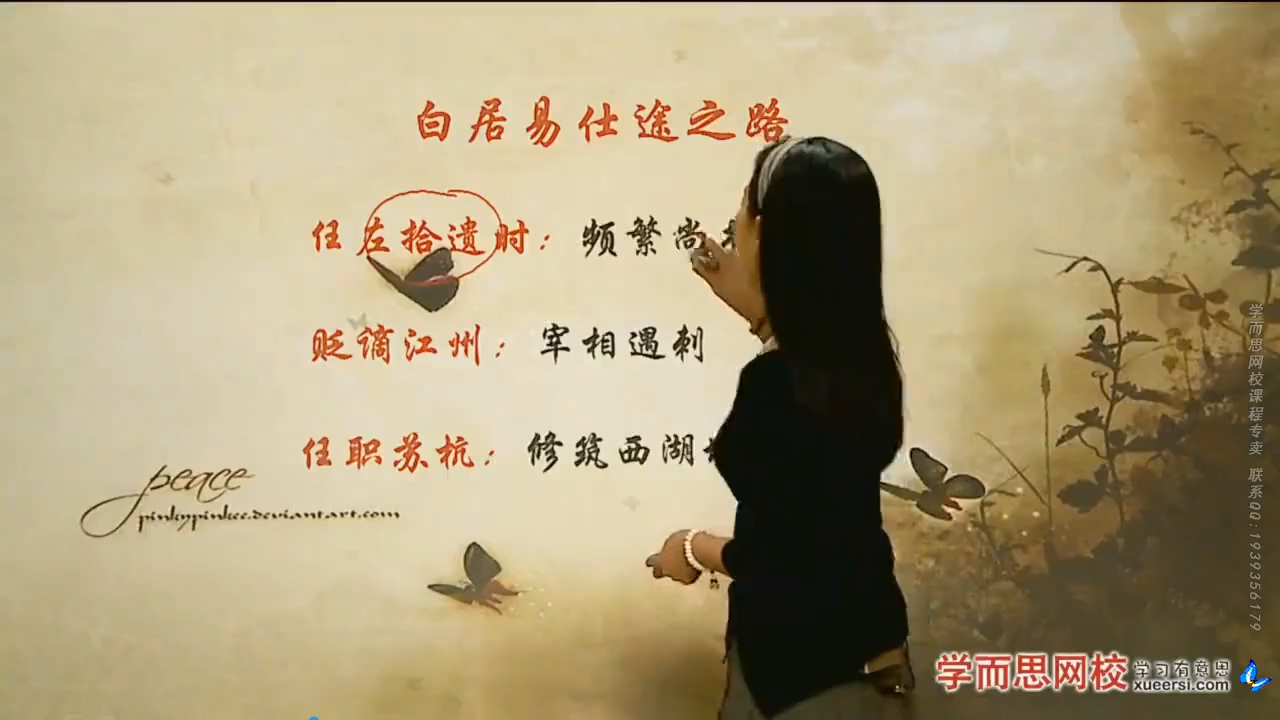 白居易仕途之路
任左拾遗时：频繁尚
贬谪江州：宰相遇刺
任职苏杭：修筑西湖
peace
pinkypinkee.deviantart.com
学而思网校课程专卖 联系QQ:1939356179
学而思网校 学习有意思
xueersi.com